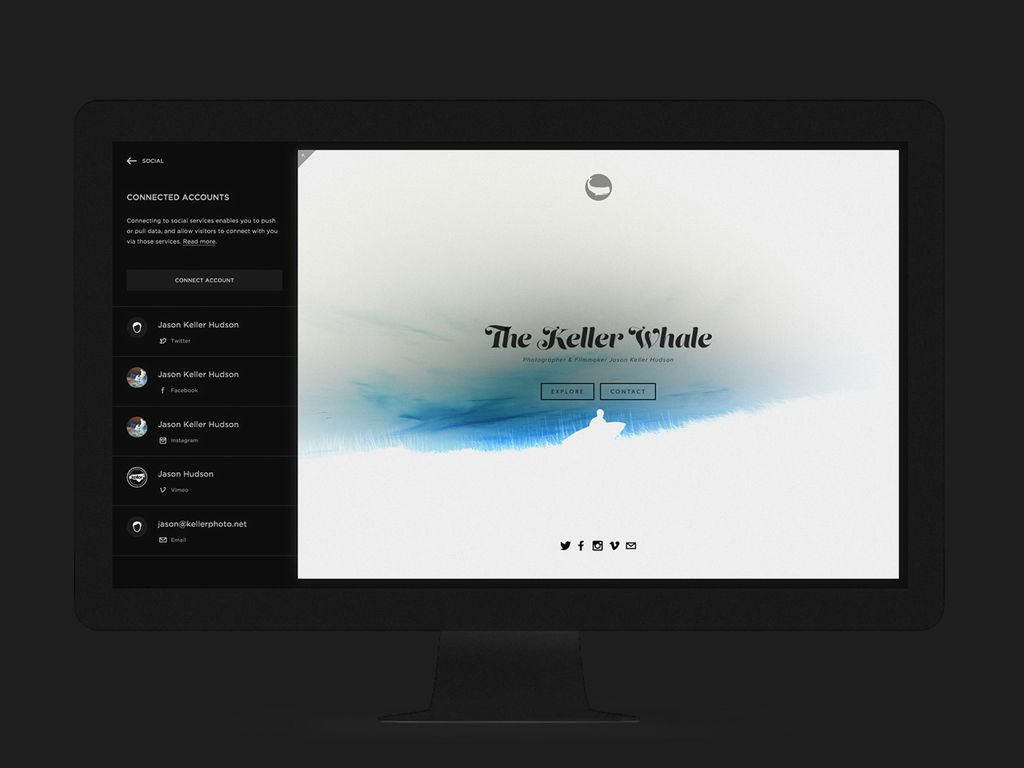 SOCIAL
CONNECTED ACCOUNTS
Connecting to social services enables you to push
or pull data, and allow visitors to connect with you
via those services. Read more.
CONNECT ACCOUNT
Jason Keller Hudson
Twitter
Jason Keller Hudson
Facebook
Jason Keller Hudson
Instagram
Jason Hudson
Vimeo
jason@kellerphoto.net
Email
The Keller Whale
Photographer & Filmmaker Jason Keller Hudson
EXPLORE
CONTACT